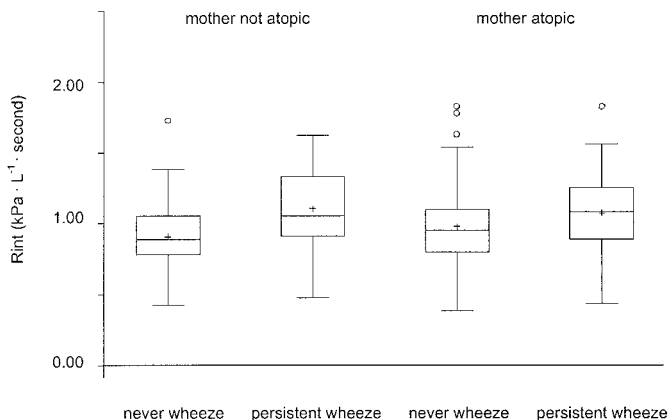 mother not atopic mother atopic
2.00
1.00
0.00
Rint (kPa · L⁻¹ · second)
never wheeze persistent wheeze never wheeze persistent wheeze